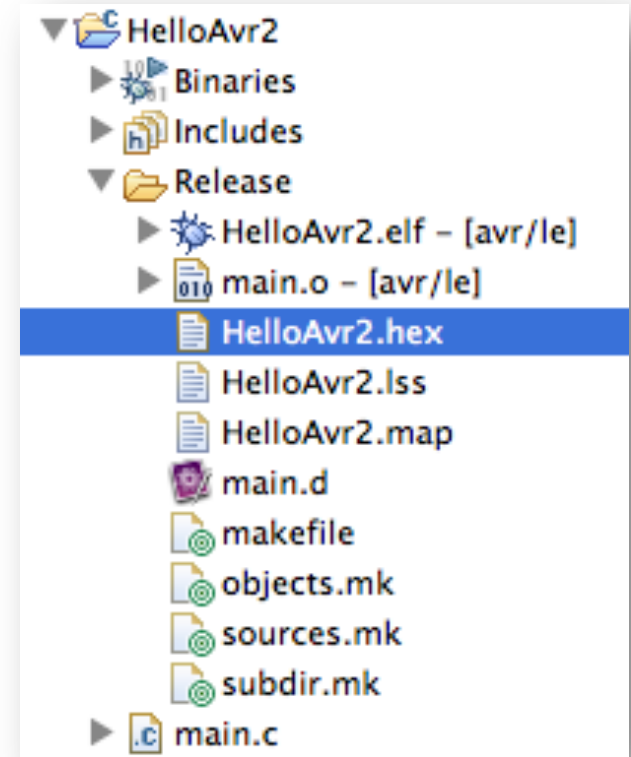 HelloAvr2
Binaries
Includes
Release
HelloAvr2.elf – [avr/le]
main.o – [avr/le]
HelloAvr2.hex
HelloAvr2.lss
HelloAvr2.map
main.d
makefile
objects.mk
sources.mk
subdir.mk
main.c